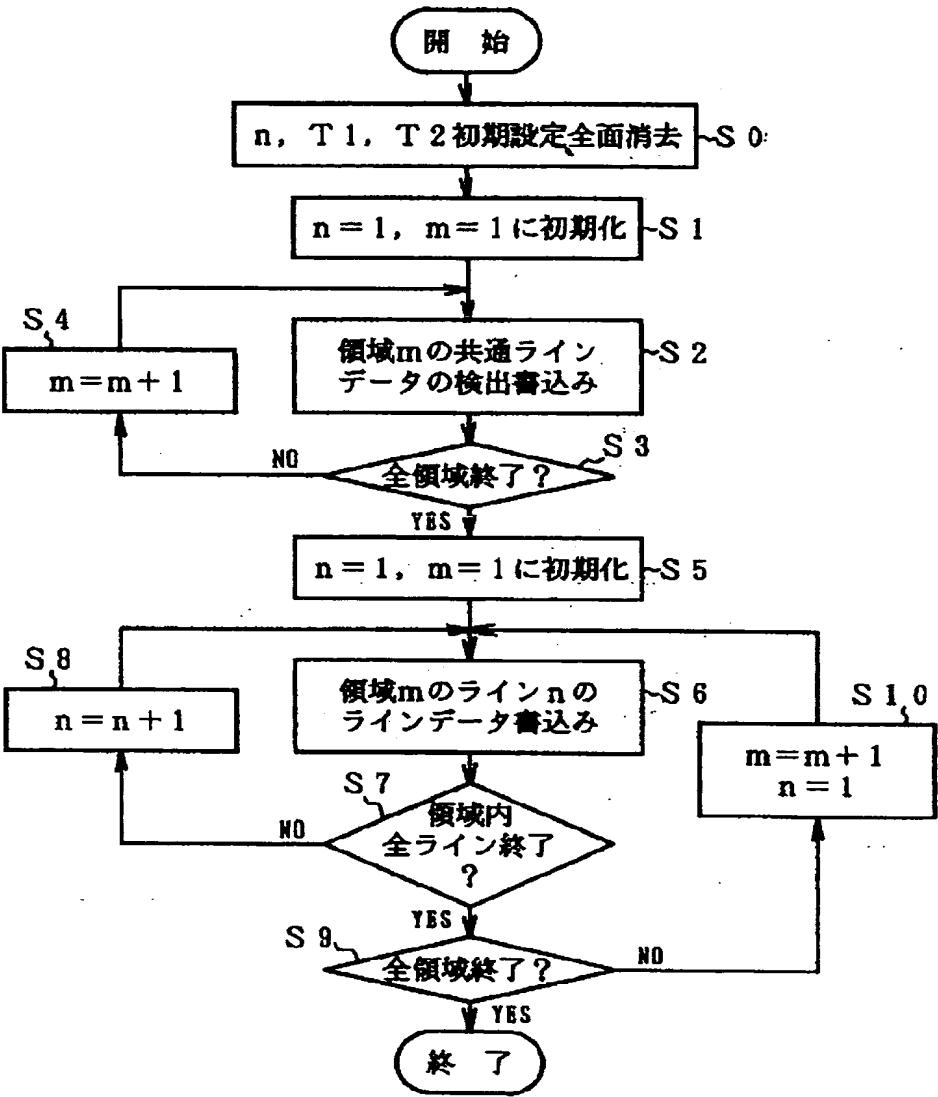 開 始
n, T1, T2初期設定全面消去
S0
n=1, m=1に初期化
S1
S4
m=m+1
領域mの共通ライン
データの検出書込み
S2
S3
NO
全領域終了?
YES
n=1, m=1に初期化
S5
S8
n=n+1
領域mのラインnの
ラインデータ書込み
S6
S10
m=m+1
n=1
S7
NO
領域内
全ライン終了
?
YES
S9
全領域終了?
NO
YES
終 了